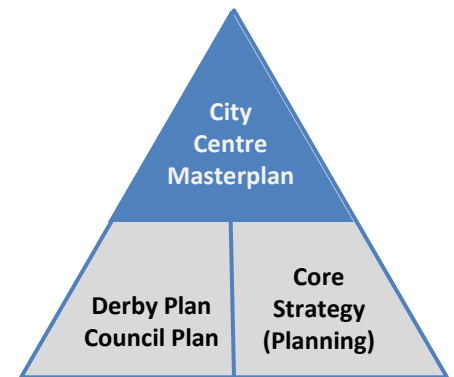 City
Centre
Masterplan
Derby Plan
Council Plan
Core
Strategy
(Planning)